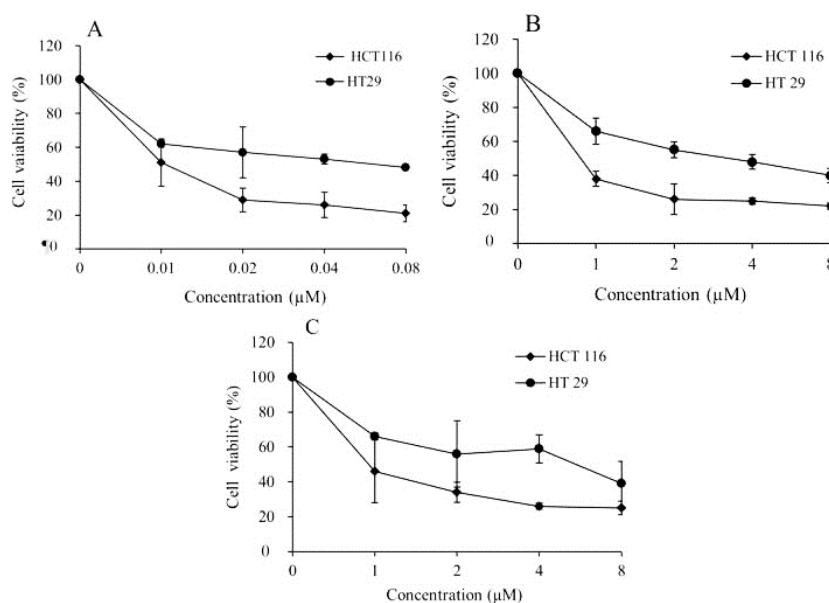 A
HCT116
HT29
Cell vaiability (%)
120
100
80
60
40
20
0
0
0.01
0.02
0.04
0.08
Concentration (µM)
B
HCT 116
HT 29
Cell viability (%)
120
100
80
60
40
20
0
0
1
2
4
8
Concentration (µM)
C
HCT 116
HT 29
Cell viability (%)
120
100
80
60
40
20
0
0
1
2
4
8
Concentration (µM)